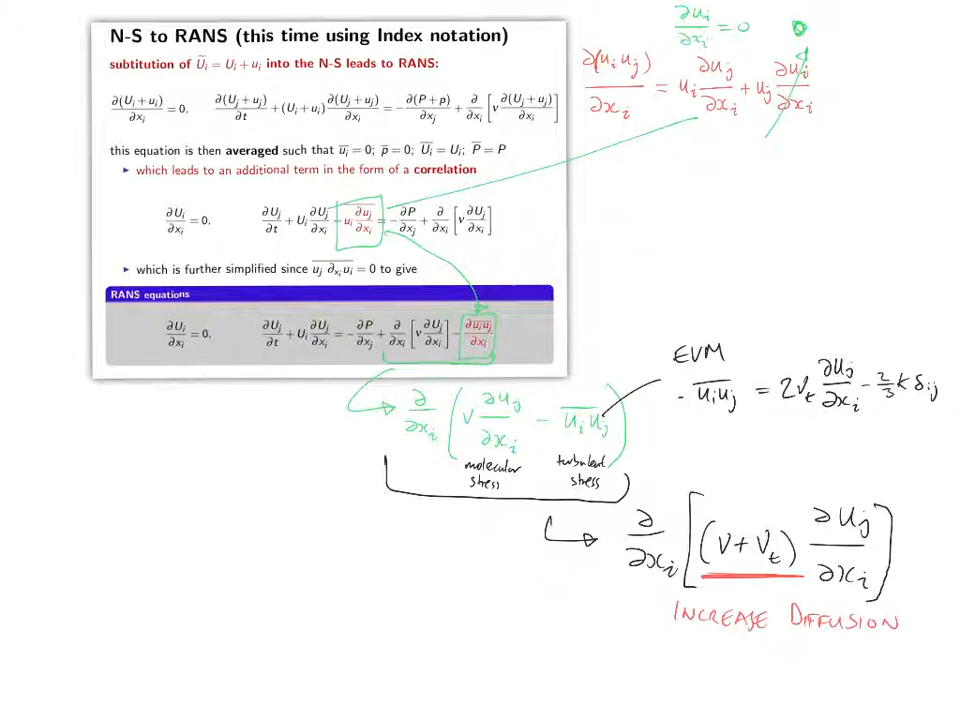 N-S to RANS (this time using Index notation)
substitution of Ũᵢ = Uᵢ + uᵢ into the N-S leads to RANS:
∂(Uᵢ + uᵢ)/∂xᵢ = 0, ∂(Uⱼ + uⱼ)/∂t + (Uᵢ + uᵢ) ∂(Uⱼ + uⱼ)/∂xᵢ = − ∂(P + p)/∂xⱼ + ∂/∂xᵢ [ν ∂(Uⱼ + uⱼ)/∂xᵢ]
this equation is then averaged such that u̅ᵢ = 0; p̅ = 0; U̅ᵢ = Uᵢ; P̅ = P
▸ which leads to an additional term in the form of a correlation
∂Uᵢ/∂xᵢ = 0, ∂Uⱼ/∂t + Uᵢ ∂Uⱼ/∂xᵢ − uᵢ ∂uⱼ/∂xᵢ = − ∂P/∂xⱼ + ∂/∂xᵢ [ν ∂Uⱼ/∂xᵢ]
▸ which is further simplified since uⱼ ∂ₓᵢuᵢ = 0 to give
RANS equations
∂Uᵢ/∂xᵢ = 0, ∂Uⱼ/∂t + Uᵢ ∂Uⱼ/∂xᵢ = − ∂P/∂xⱼ + ∂/∂xᵢ [ν ∂Uⱼ/∂xᵢ] ∂uᵢuⱼ/∂xᵢ
∂uᵢ/∂xᵢ = 0 0
∂(uᵢuⱼ)/∂xᵢ = uᵢ ∂uⱼ/∂xᵢ + uⱼ ∂uᵢ/∂xᵢ
EVM
- uᵢuⱼ = 2νₜ ∂Uⱼ/∂xᵢ - 2/3 k δᵢⱼ
∂/∂xᵢ (ν ∂uⱼ/∂xᵢ - uᵢuⱼ)
molecular stress
turbulent stress
∂/∂xᵢ [(ν + νₜ) ∂Uⱼ/∂xᵢ]
INCREASE DIFFUSION